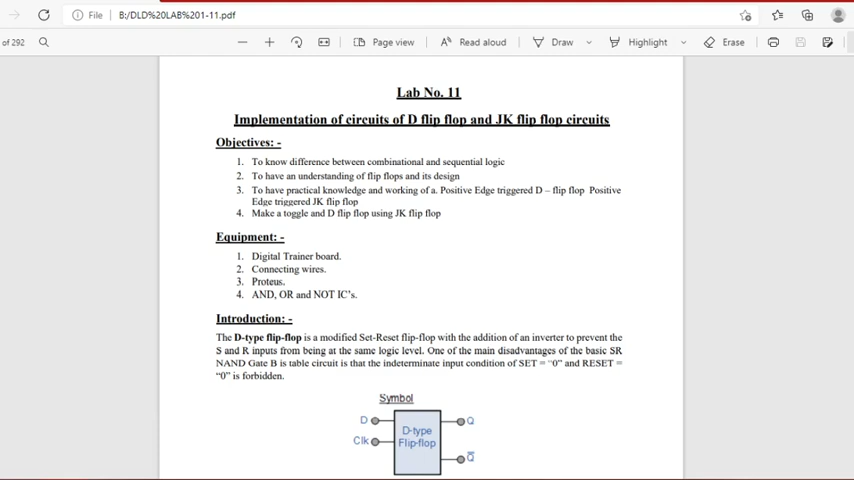 File B:/DLD%20LAB%201-11.pdf
of 292 Page view Read aloud Draw Highlight Erase
Lab No. 11
Implementation of circuits of D flip flop and JK flip flop circuits
Objectives: -
1. To know difference between combinational and sequential logic
2. To have an understanding of flip flops and its design
3. To have practical knowledge and working of a. Positive Edge triggered D – flip flop Positive
Edge triggered JK flip flop
4. Make a toggle and D flip flop using JK flip flop
Equipment: -
1. Digital Trainer board.
2. Connecting wires.
3. Proteus.
4. AND, OR and NOT IC's.
Introduction: -
The D-type flip-flop is a modified Set-Reset flip-flop with the addition of an inverter to prevent the
S and R inputs from being at the same logic level. One of the main disadvantages of the basic SR
NAND Gate B is table circuit is that the indeterminate input condition of SET = "0" and RESET =
"0" is forbidden.
Symbol
D Q
D-type
Clk Flip-flop
Q̅